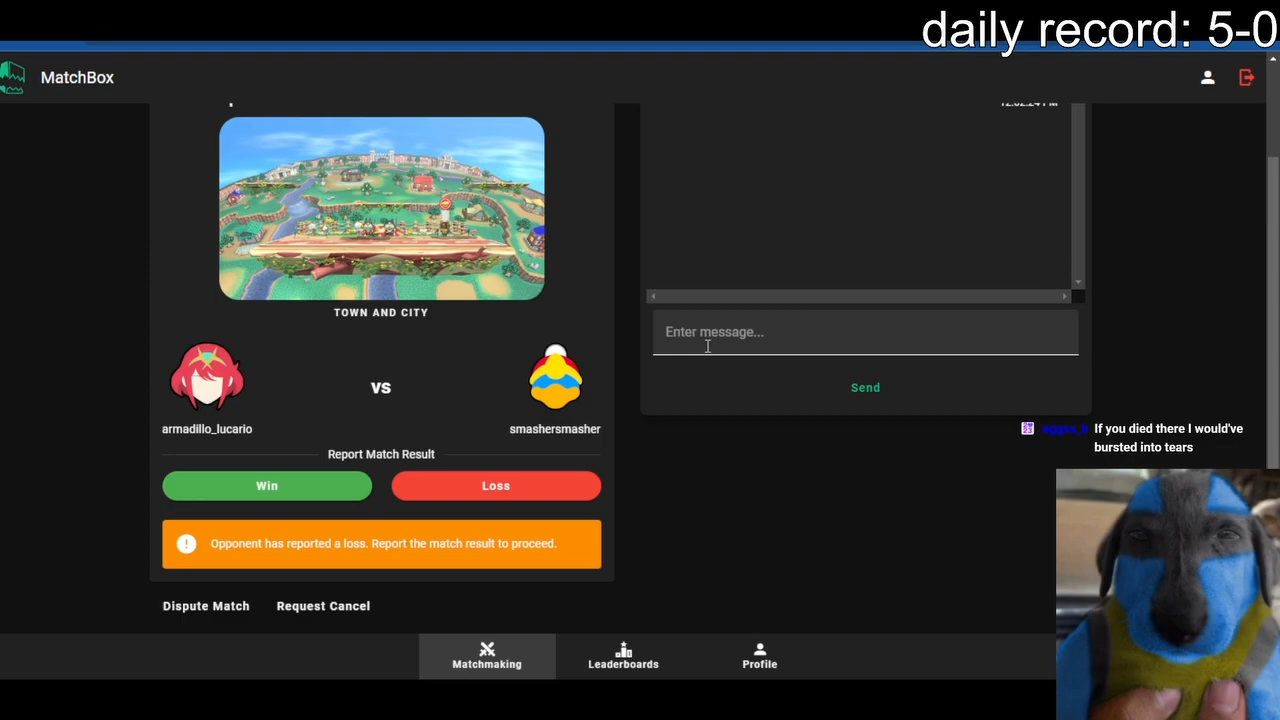 daily record: 5-0
MatchBox
TOWN AND CITY
VS
armadillo_lucario
smashersmasher
Report Match Result
Win
Loss
Opponent has reported a loss. Report the match result to proceed.
Dispute Match
Request Cancel
Enter message...
Send
If you died there I would've
bursted into tears
Matchmaking
Leaderboards
Profile